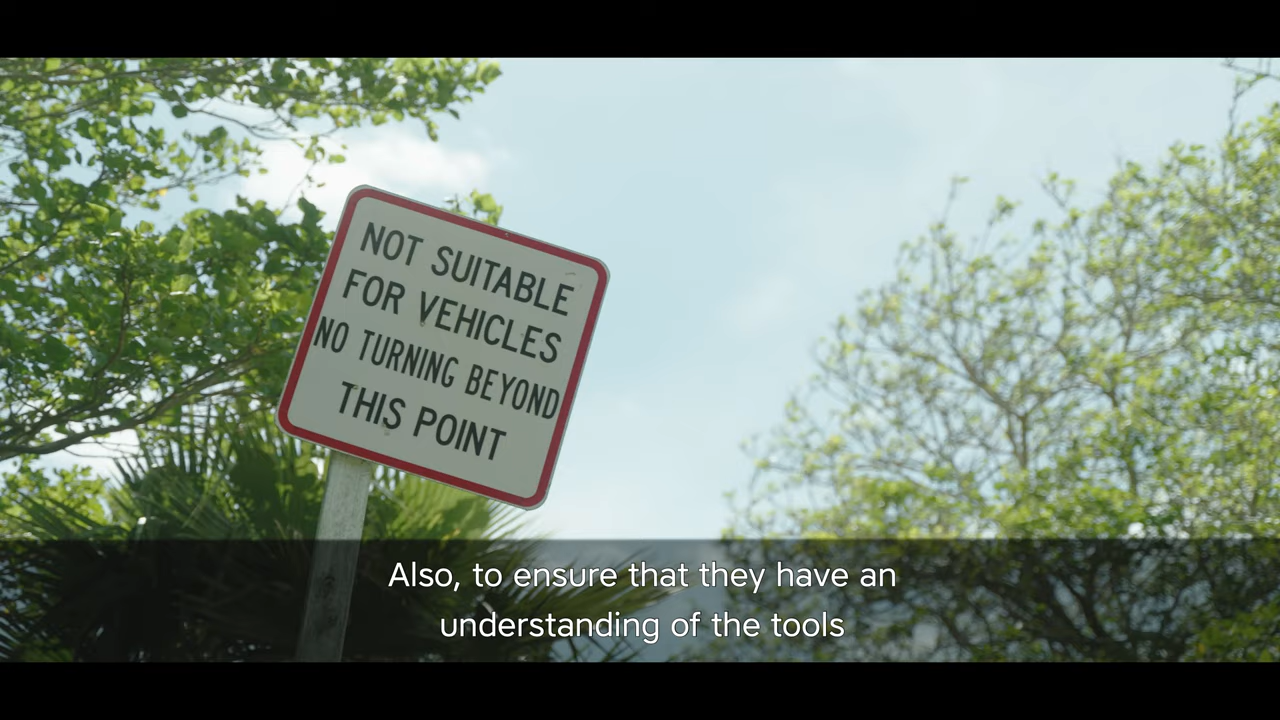 NOT SUITABLE
FOR VEHICLES
NO TURNING BEYOND
THIS POINT
Also, to ensure that they have an
understanding of the tools